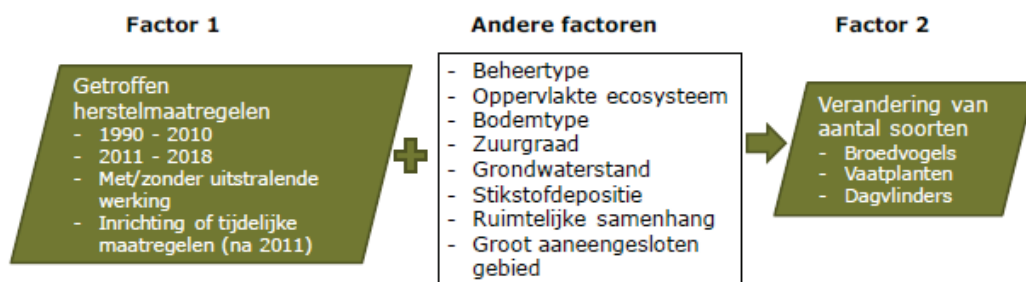 Factor 1
Getroffen
herstelmaatregelen
- 1990 - 2010
- 2011 - 2018
- Met/zonder uitstralende
werking
- Inrichting of tijdelijke
maatregelen (na 2011)
Andere factoren
- Beheertype
- Oppervlakte ecosysteem
- Bodemtype
- Zuurgraad
- Grondwaterstand
- Stikstofdepositie
- Ruimtelijke samenhang
- Groot aaneengesloten
gebied
Factor 2
Verandering van
aantal soorten
- Broedvogels
- Vaatplanten
- Dagvlinders